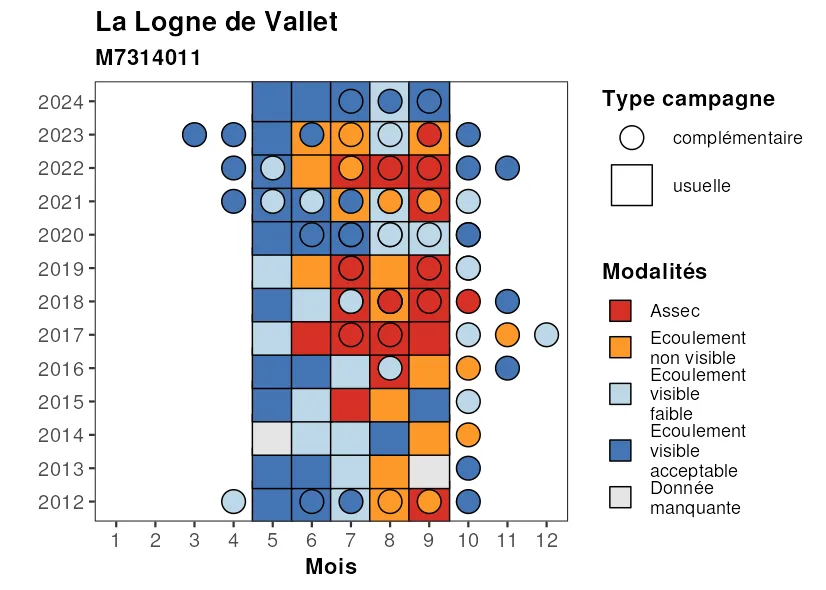 La Logne de Vallet
M7314011
2024
2023
2022
2021
2020
2019
2018
2017
2016
2015
2014
2013
2012
1 2 3 4 5 6 7 8 9 10 11 12
Mois
Type campagne
complémentaire
usuelle
Modalités
Assec
Ecoulement
non visible
Ecoulement
visible
faible
Ecoulement
visible
acceptable
Donnée
manquante